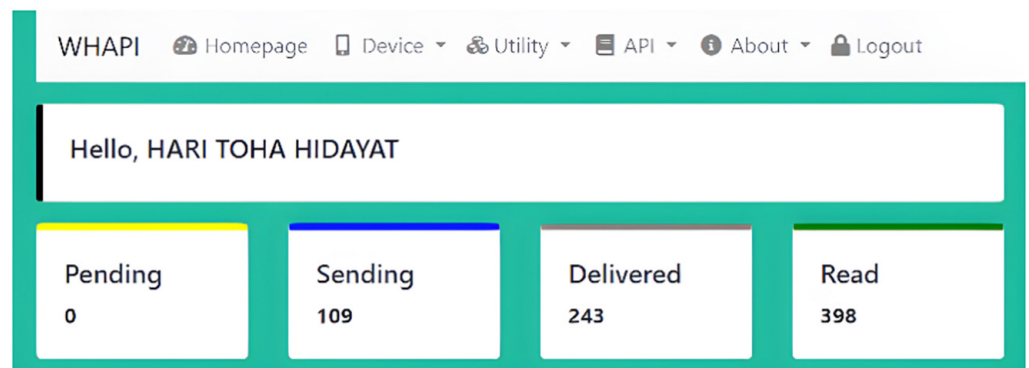 WHAPI Homepage Device Utility API About Logout
Hello, HARI TOHA HIDAYAT
Pending Sending Delivered Read
0 109 243 398